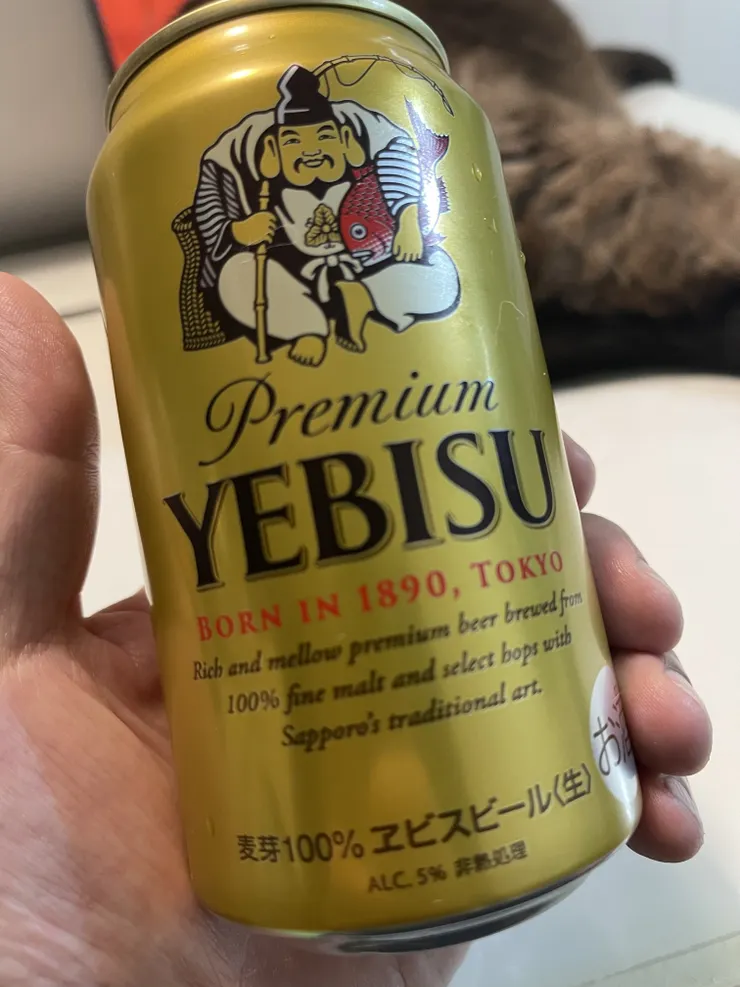 Premium
YEBISU
BORN IN 1890, TOKYO
Rich and mellow premium beer brewed from
100% fine malt and select hops with
Sapporo's traditional art.
麦芽100% ヱビスビール〈生〉
ALC. 5% 非熱処理
お